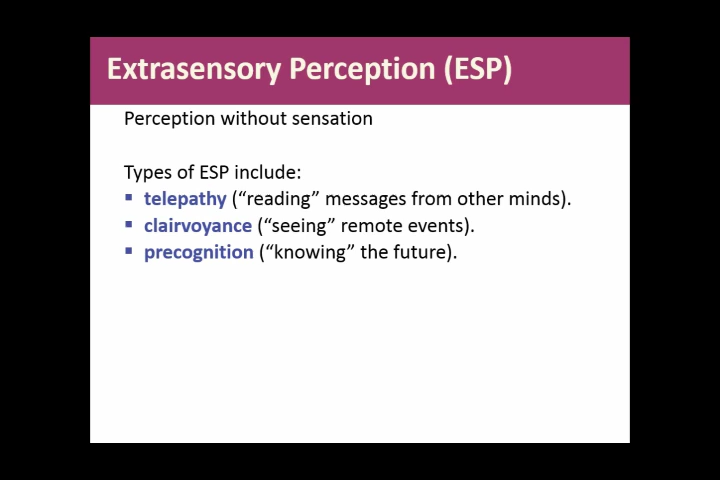 Extrasensory Perception (ESP)
Perception without sensation
Types of ESP include:
▪ telepathy (“reading” messages from other minds).
▪ clairvoyance (“seeing” remote events).
▪ precognition (“knowing” the future).